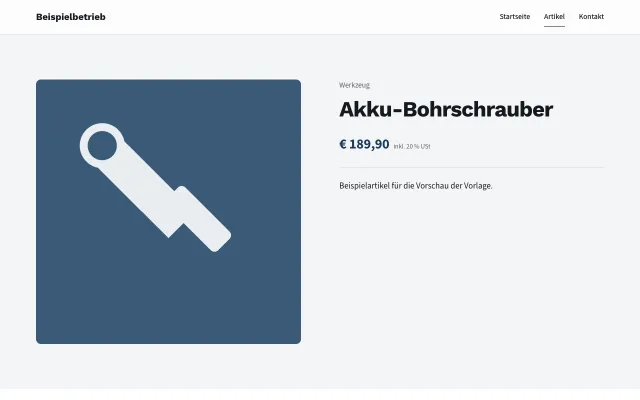 Beispielbetrieb
Startseite Artikel Kontakt
Werkzeug
Akku-Bohrschrauber
€ 189,90 inkl. 20 % USt
Beispielartikel für die Vorschau der Vorlage.